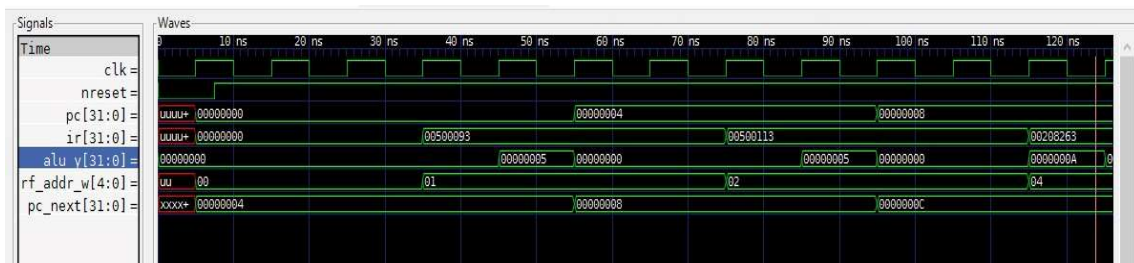 Signals
Waves
Time
10 ns 20 ns 30 ns 40 ns 50 ns 60 ns 70 ns 80 ns 90 ns 100 ns 110 ns 120 ns
clk=
nreset=
pc[31:0]= uuuu+ 00000000 00000004 00000008
ir[31:0]= uuuu+ 00000000 00500093 00500113 00208263
alu_y[31:0]= 00000000 00000005 00000000 00000005 00000000 0000000A 0
rf_addr_w[4:0]= uu 00 01 02 04
pc_next[31:0]= xxxx+ 00000004 00000008 0000000C